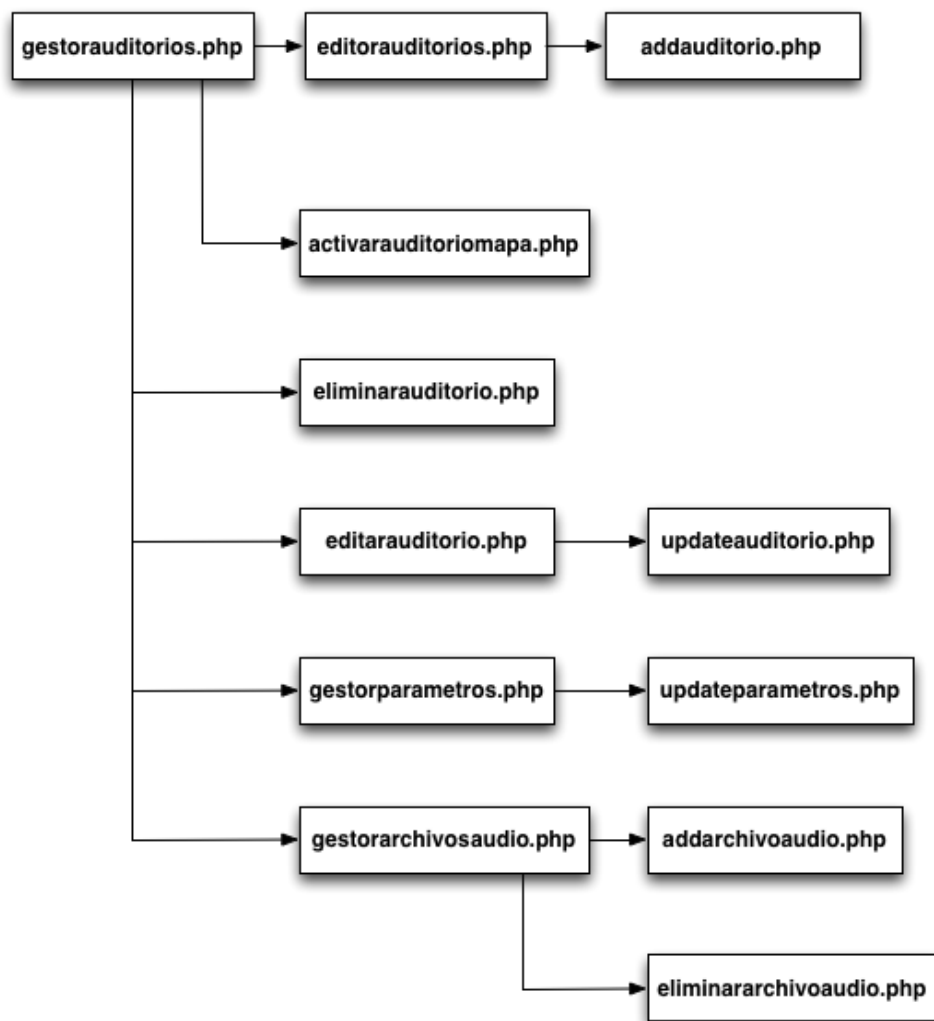 gestorauditorios.php
editorauditorios.php
addauditorio.php
activarauditoriomapa.php
eliminarauditorio.php
editarauditorio.php
updateauditorio.php
gestorparametros.php
updateparametros.php
gestorarchivosaudio.php
addarchivoaudio.php
eliminararchivoaudio.php